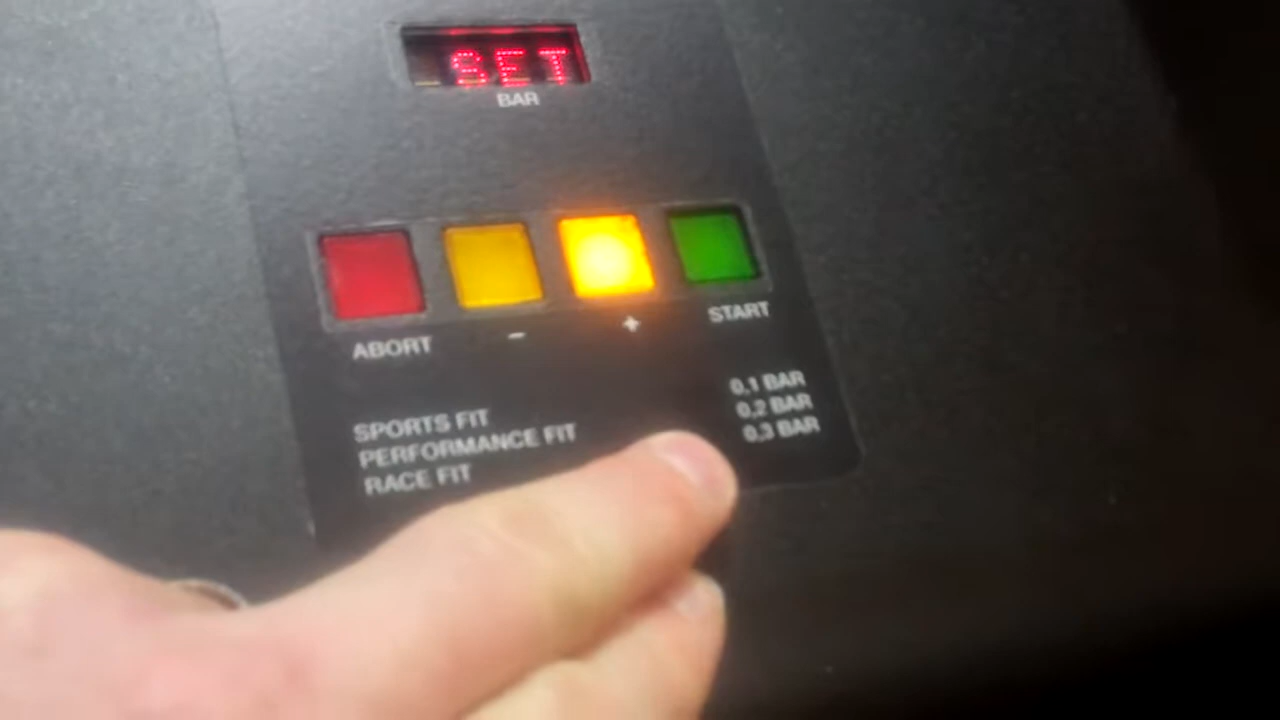 SET
BAR
ABORT - + START
SPORTS FIT 0,1 BAR
PERFORMANCE FIT 0,2 BAR
RACE FIT 0,3 BAR